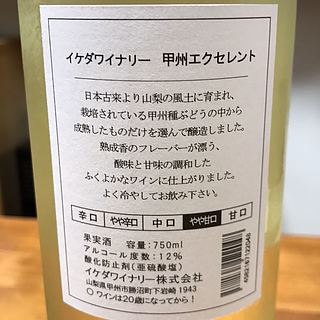 イケダワイナリー　甲州エクセレント
日本古来より山梨の風土に育まれ、
栽培されている甲州種ぶどうの中から
成熟したものだけを選んで醸造しました。
熟成香のフレーバーが漂う、
酸味と甘味の調和した
ふくよかなワインに仕上がりました。
よく冷やしてお飲み下さい。
辛口 やや辛口 中口 やや甘口 甘口
果実酒　容量：750ml
アルコール度数：12％
酸化防止剤（亜硫酸塩）
イケダワイナリー株式会社
山梨県甲州市勝沼町下岩崎 1943
○ ワインは20歳になってから！
4582187122048